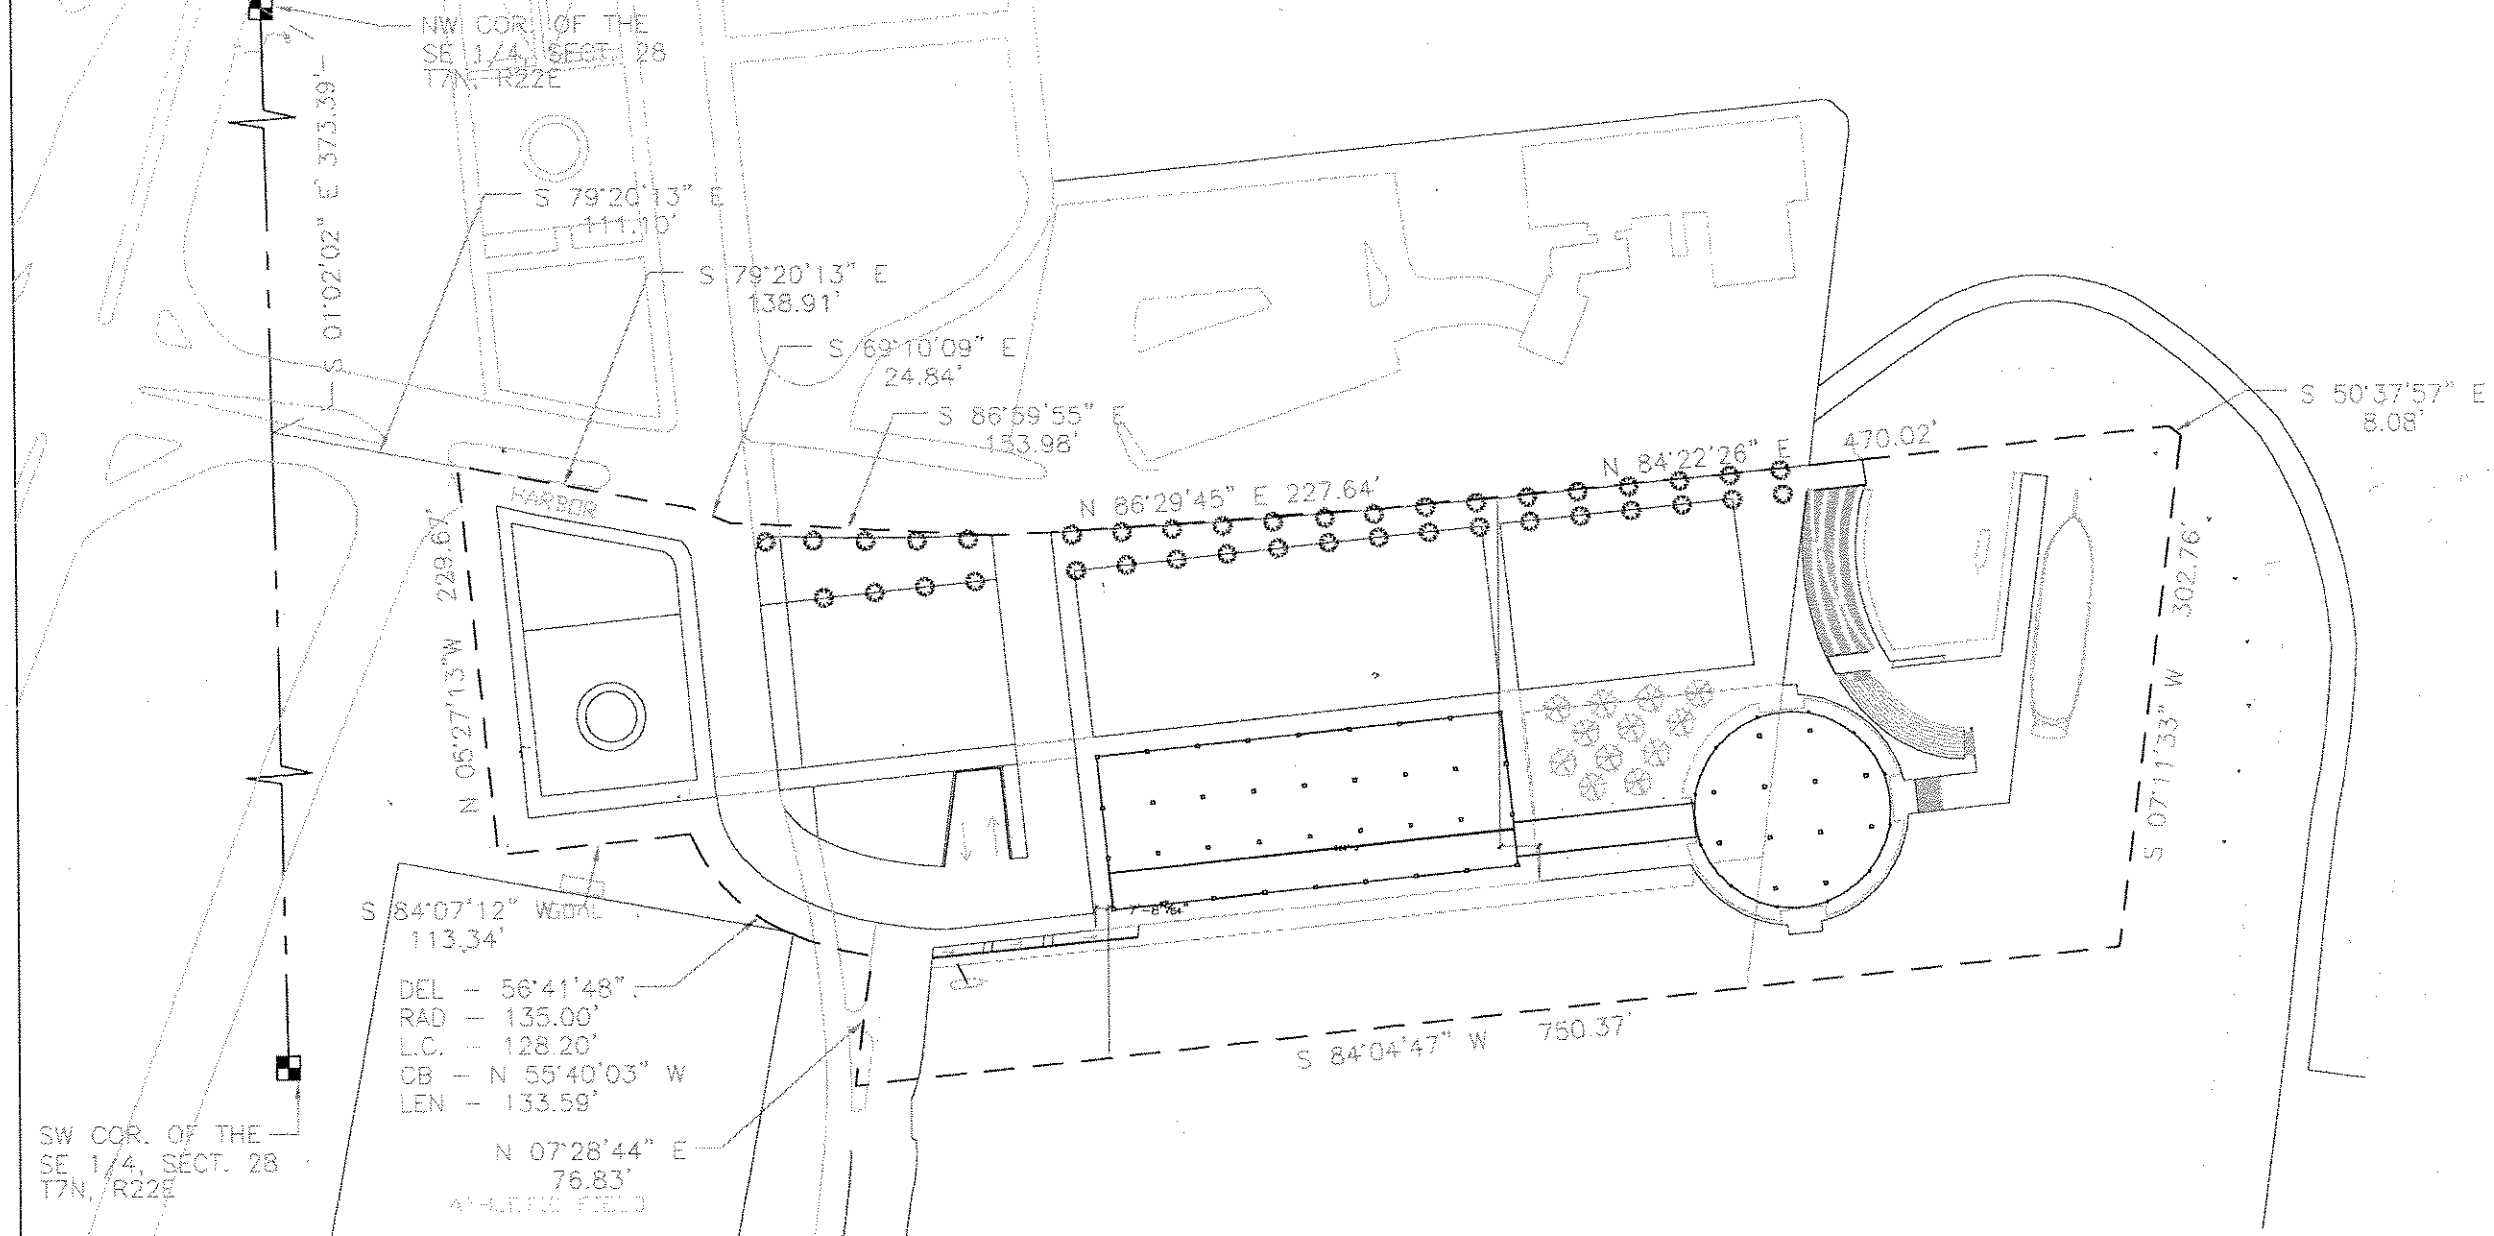 NW COR. OF THE
SE 1/4, SECT. 28
T7N, R22E
S 01°02'02" E 373.39'
S 79°20'13" E
111.10'
S 79°20'13" E
138.91'
S 69°10'09" E
24.84'
S 86°59'55" E
153.98'
N 86°29'45" E 227.64'
N 84°22'26" E 470.02'
S 50°37'57" E
8.08'
HARBOR
N 05°27'13"W 229.67'
S 07°11'33" W 302.76'
S 84°07'12" W
113.34'
DEL - 56°41'48"
RAD - 135.00'
L.C. - 128.20'
CB - N 55°40'03" W
LEN - 133.59'
N 07°28'44" E
76.83'
ATHLETIC FIELD
S 84°04'47" W 750.37'
SW COR. OF THE
SE 1/4, SECT. 28
T7N, R22E